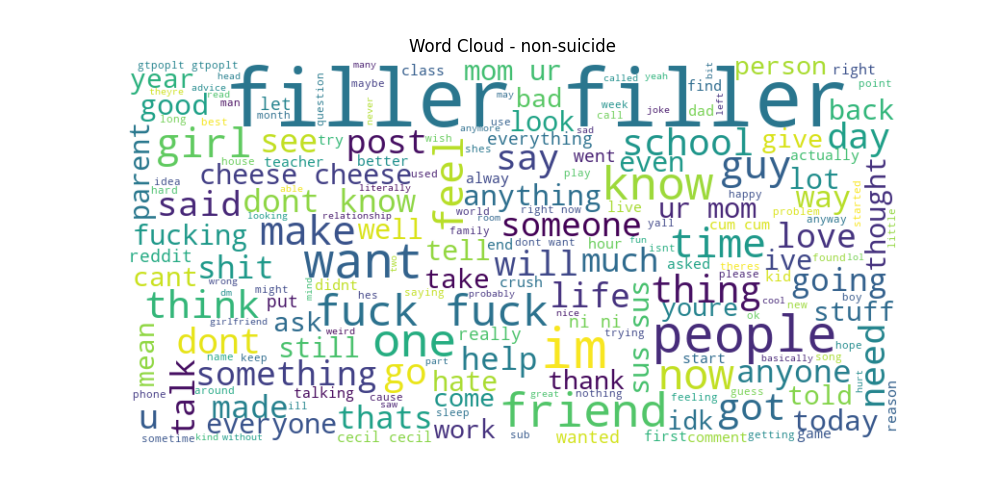 Word Cloud - non-suicide
gtpoplt gtpoplt
filler filler
many
class
mom ur
person
right
year
head
theyre
advice
read
question
maybe
called
yeah
bit
find
point
good
man
let
month
never
bad
may
week
call
joke
left
dad
back
long
best
use
look
parent
girl
see
try
post
anymore
sad
wish
everything
school
give
day
house
teacher
better
feel
shes
say
went
even
guy
actually
idea
hard
cheese cheese
used
alway
play
know
happy
lot
thought
able
literally
anything
way
started
said
dont know
world
right now
live
ur mom
problem
little
looking
relationship
room
family
someone
yall
cum cum
anyway
fucking
make
well
tell
end
dont want
hour
fun
isnt
time
love
reddit
want
two
will
much
asked
theres
ive
found
lol
shit
cant
wrong
dm
might
mind
didnt
saying
take
crush
please
kid
going
hes
probably
life
sus sus
thing
cool
new
boy
think
put
fuck fuck
nice
youre
ok
stuff
girlfriend
weird
ask
ni ni
people
hope
mean
dont
still
one
really
trying
start
basically
song
name
keep
part
help
im
need
something
go
now
anyone
hurt
phone
around
talk
talking
cause
hate
thank
feeling
guess
told
ill
saw
come
great
nothing
reason
u
made
thats
sleep
friend
idk
got
today
everyone
work
sometime
kind
without
cecil cecil
sub
wanted
first
comment
getting
game